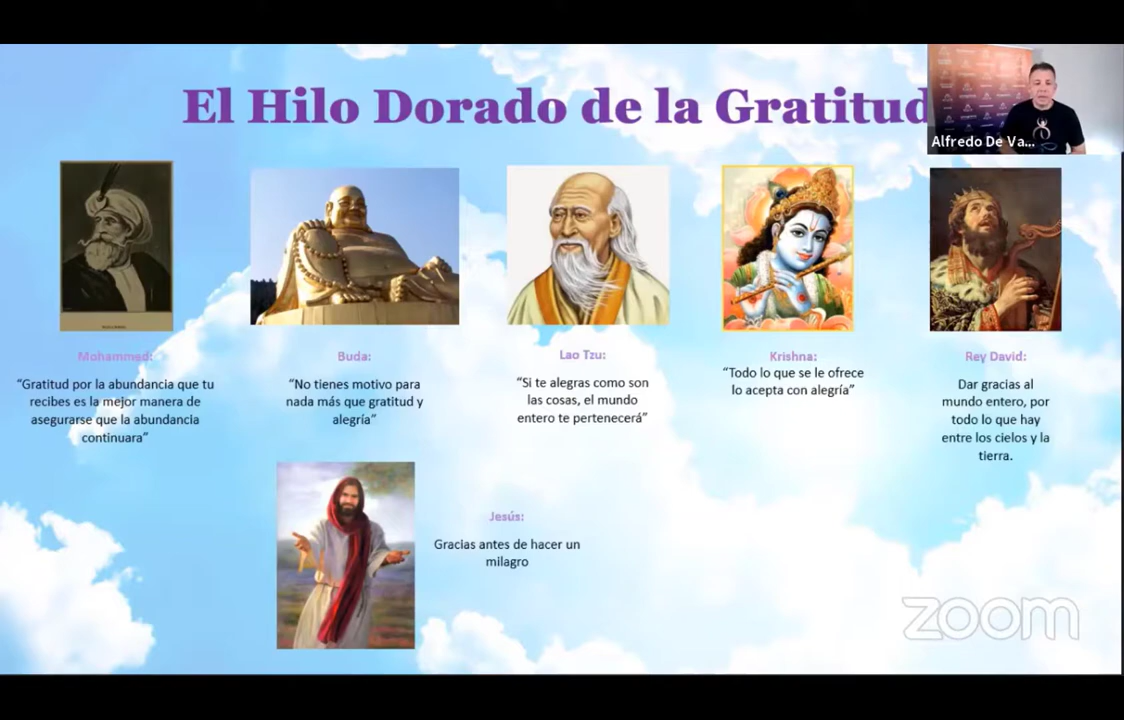 El Hilo Dorado de la Gratitud
Alfredo De Va...
Mohammed:
“Gratitud por la abundancia que tu
recibes es la mejor manera de
asegurarse que la abundancia
continuara”
Buda:
“No tienes motivo para
nada más que gratitud y
alegría”
Lao Tzu:
“Si te alegras como son
las cosas, el mundo
entero te pertenecerá”
Krishna:
“Todo lo que se le ofrece
lo acepta con alegría”
Rey David:
Dar gracias al
mundo entero, por
todo lo que hay
entre los cielos y la
tierra.
Jesús:
Gracias antes de hacer un
milagro
zoom